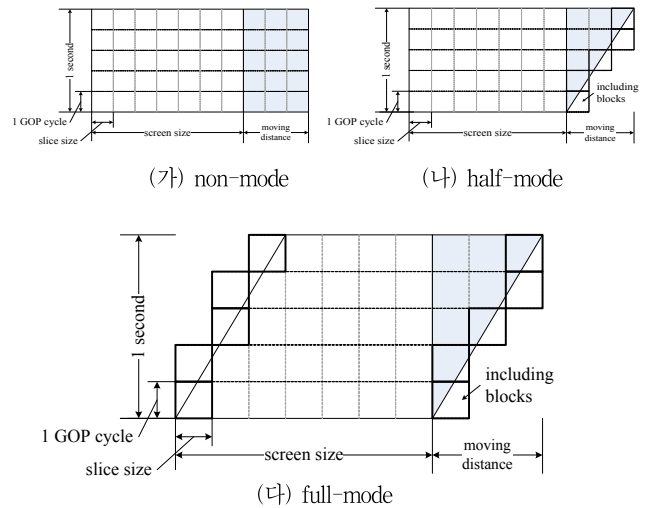 1 second
1 GOP cycle
slice size
screen size
moving
distance
(가) non-mode
1 second
1 GOP cycle
slice size
screen size
including
blocks
moving
distance
(나) half-mode
1 second
1 GOP cycle
slice size
screen size
including
blocks
moving
distance
(다) full-mode